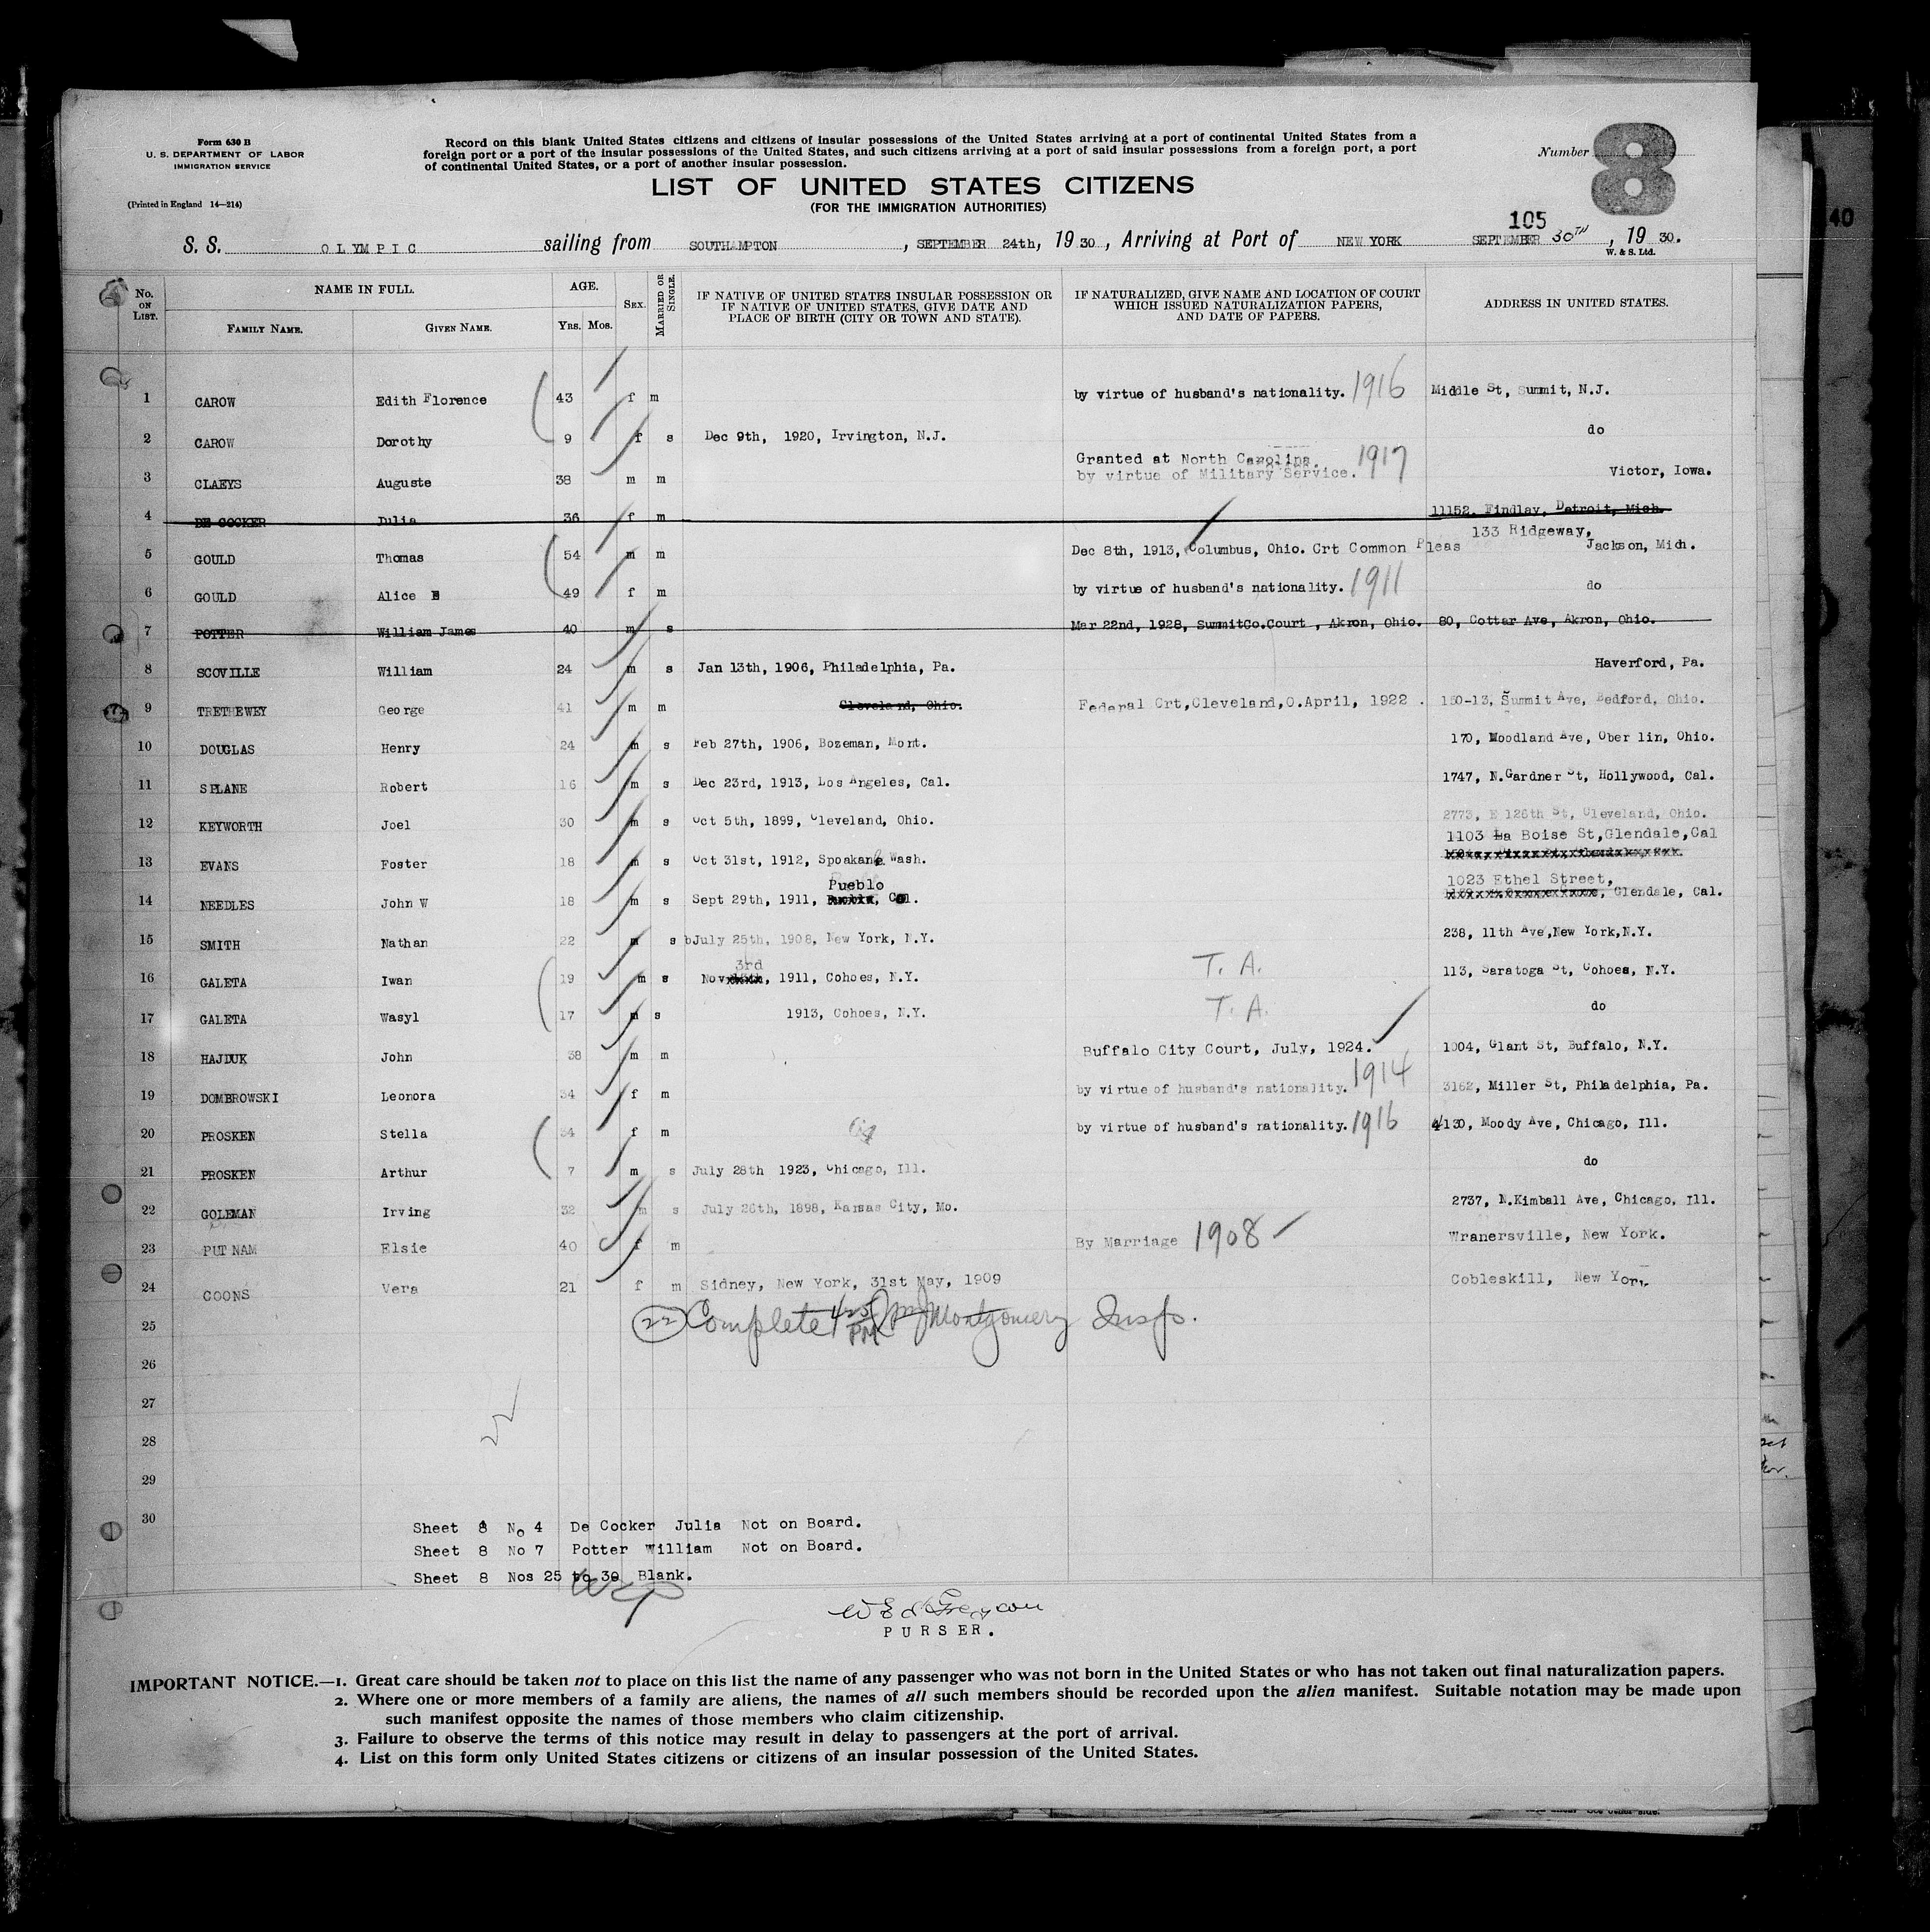 Form 630 B
U. S. DEPARTMENT OF LABOR
IMMIGRATION SERVICE
(Printed in England 14—214)
Record on this blank United States citizens and citizens of insular possessions of the United States arriving at a port of continental United States from a
foreign port or a port of the insular possessions of the United States, and such citizens arriving at a port of said insular possessions from a foreign port, a port
of continental United States, or a port of another insular possession.
LIST OF UNITED STATES CITIZENS
(FOR THE IMMIGRATION AUTHORITIES)
Number 8
105
S. S. OLYMPIC sailing from SOUTHAMPTON, SEPTEMBER 24th, 19 30, Arriving at Port of NEW YORK SEPTEMBER 30TH, 19 30.
W. & S. Ltd.
No. ON LIST. NAME IN FULL. FAMILY NAME. GIVEN NAME. AGE. Yrs. Mos. SEX. MARRIED OR SINGLE. IF NATIVE OF UNITED STATES INSULAR POSSESSION OR IF NATIVE OF UNITED STATES, GIVE DATE AND PLACE OF BIRTH (CITY OR TOWN AND STATE). IF NATURALIZED, GIVE NAME AND LOCATION OF COURT WHICH ISSUED NATURALIZATION PAPERS, AND DATE OF PAPERS. ADDRESS IN UNITED STATES.
1 CAROW Edith Florence 43 f m by virtue of husband's nationality. 1916 Middle St, Summit, N.J.
2 CAROW Dorothy 9 f s Dec 9th, 1920, Irvington, N.J. do
3 CLAEYS Auguste 38 m m Granted at North Carolina by virtue of Military Service. 1917 Victor, Iowa.
4 DE COCKER Julia 36 f m 11152. Findlay, Detroit, Mich.
5 GOULD Thomas 54 m m Dec 8th, 1913, Columbus, Ohio. Crt Common Pleas 133 Ridgeway, Jackson, Mich.
6 GOULD Alice E 49 f m by virtue of husband's nationality. 1911 do
7 POTTER William James 40 m s Mar 22nd, 1928, SummitCo.Court , Akron, Ohio. 80, Cottar Ave, Akron, Ohio.
8 SCOVILLE William 24 m s Jan 13th, 1906, Philadelphia, Pa. Haverford, Pa.
9 TRETHEWEY George 41 m m Cleveland, Ohio. Federal Crt,Cleveland,O.April, 1922 . 150-13, Summit Ave, Bedford, Ohio.
10 DOUGLAS Henry 24 m s Feb 27th, 1906, Bozeman, Mont. 170, Woodland Ave, Ober lin, Ohio.
11 SPLANE Robert 16 m s Dec 23rd, 1913, Los Angeles, Cal. 1747, N.Gardner St, Hollywood, Cal.
12 KEYWORTH Joel 30 m s Oct 5th, 1899, Cleveland, Ohio. 2773, E 126th St, Cleveland, Ohio.
13 EVANS Foster 18 m s Oct 31st, 1912, Spoakane Wash. 1103 La Boise St,Glendale,Cal
14 NEEDLES John W 18 m s Sept 29th, 1911, Pueblo Col. 1023 Ethel Street, Glendale, Cal.
15 SMITH Nathan 22 m s bJuly 25th, 1908, New York, N.Y. 238, 11th Ave,New York,N.Y.
16 GALETA Iwan 19 m s Nov 3rd, 1911, Cohoes, N.Y. T. A. 113, Saratoga St, Cohoes, N.Y.
17 GALETA Wasyl 17 m s 1913, Cohoes, N.Y. T. A. do
18 HAJDUK John 38 m m Buffalo City Court, July, 1924. 1004, Glant St, Buffalo, N.Y.
19 DOMBROWSKI Leonora 34 f m by virtue of husband's nationality. 1914 3162, Miller St, Philadelphia, Pa.
20 PROSKEN Stella 34 f m by virtue of husband's nationality. 1916 4130, Moody Ave, Chicago, Ill.
21 PROSKEN Arthur 7 m s July 28th 1923, Chicago, Ill. do
22 GOLEMAN Irving 32 m s July 26th, 1898, Kansas City, Mo. 2737, N.Kimball Ave, Chicago, Ill.
23 PUTNAM Elsie 40 f m By Marriage 1908 Wranersville, New York.
24 COONS Vera 21 f m Sidney, New York, 31st May, 1909 Cobleskill, New York
25 (22) Complete 425 PM Montgomery Insp.
26
27
28
29
30
Sheet 8 No 4 De Cocker Julia Not on Board.
Sheet 8 No 7 Potter William Not on Board.
Sheet 8 Nos 25 to 30 Blank.
PURSER.
IMPORTANT NOTICE.—1. Great care should be taken not to place on this list the name of any passenger who was not born in the United States or who has not taken out final naturalization papers.
2. Where one or more members of a family are aliens, the names of all such members should be recorded upon the alien manifest. Suitable notation may be made upon
such manifest opposite the names of those members who claim citizenship.
3. Failure to observe the terms of this notice may result in delay to passengers at the port of arrival.
4. List on this form only United States citizens or citizens of an insular possession of the United States.